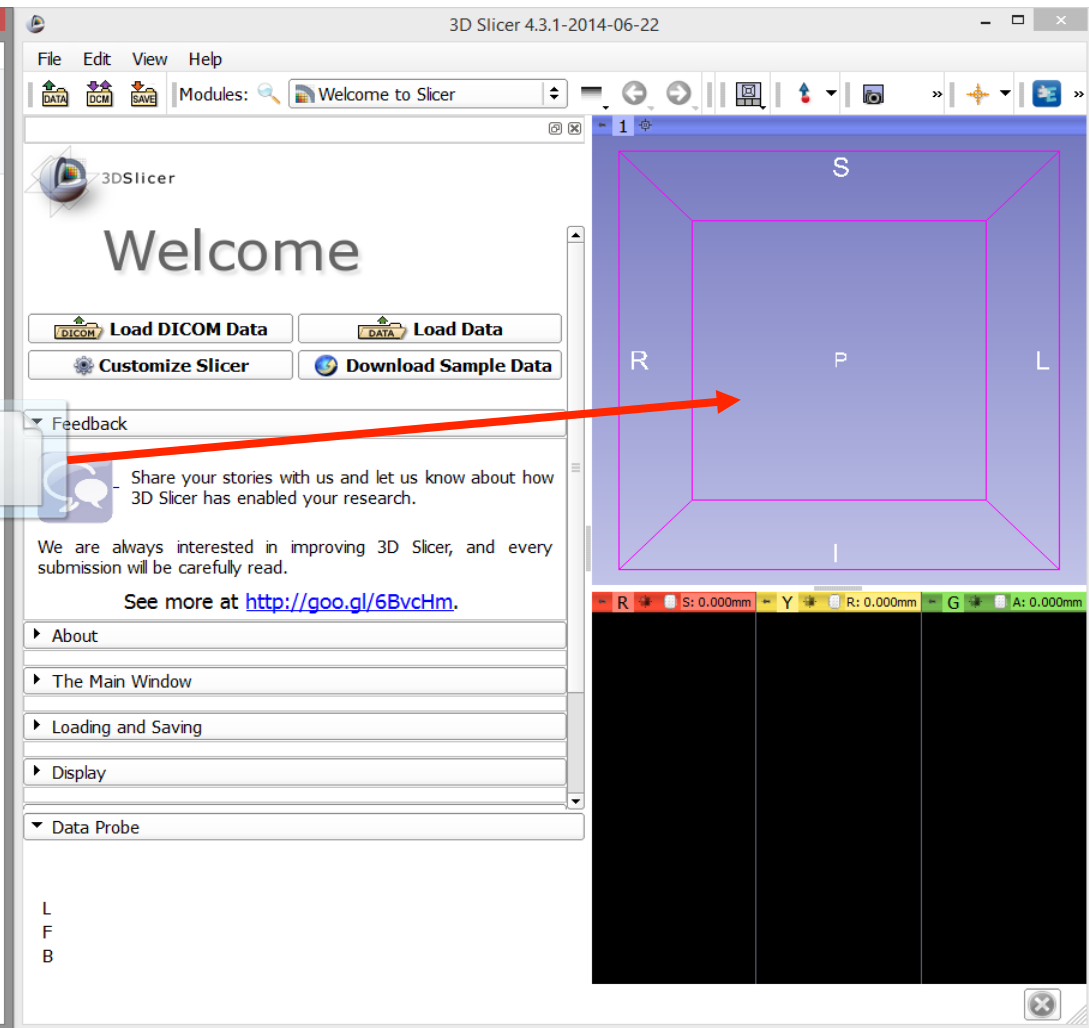 3D Slicer 4.3.1-2014-06-22
File Edit View Help
DATA DCM SAVE Modules: Welcome to Slicer » »
1
3DSlicer
Welcome
DICOM Load DICOM Data DATA Load Data
Customize Slicer Download Sample Data
Feedback
Share your stories with us and let us know about how
3D Slicer has enabled your research.
We are always interested in improving 3D Slicer, and every
submission will be carefully read.
See more at http://goo.gl/6BvcHm.
About
The Main Window
Loading and Saving
Display
Data Probe
L
F
B
S
R P L
I
R S: 0.000mm Y R: 0.000mm G A: 0.000mm